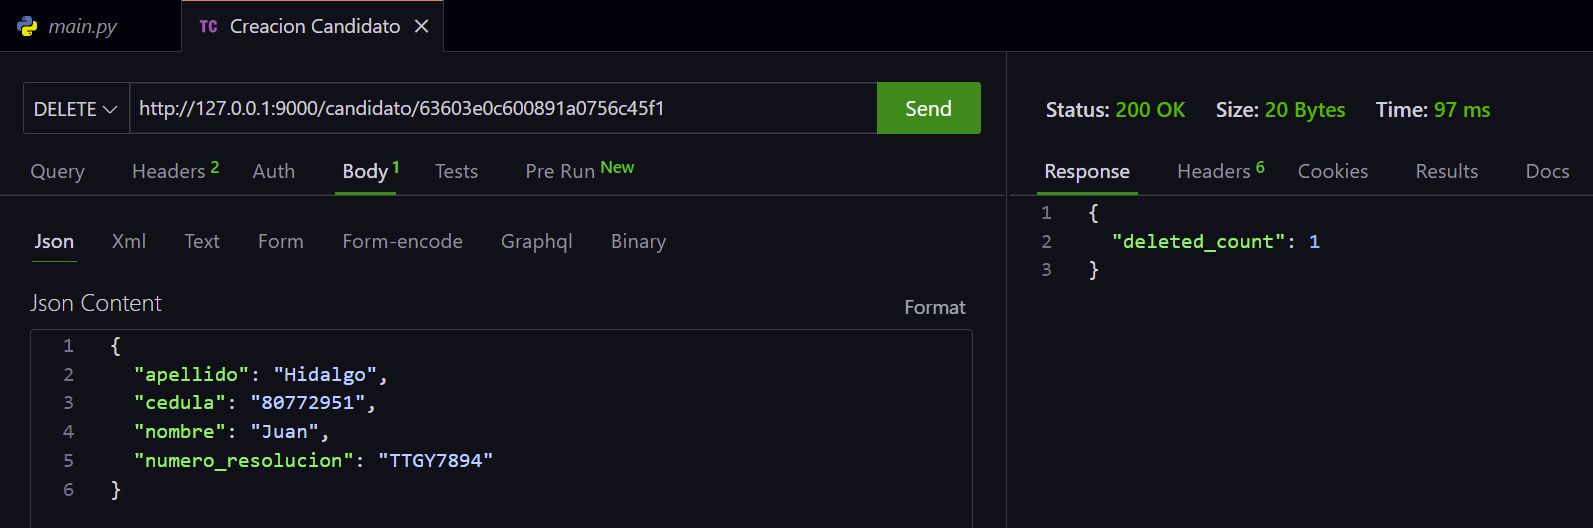 main.py
TC Creacion Candidato
DELETE http://127.0.0.1:9000/candidato/63603e0c600891a0756c45f1 Send
Query Headers 2 Auth Body 1 Tests Pre Run New
Json Xml Text Form Form-encode Graphql Binary
Json Content
Format
1 {
2 "apellido": "Hidalgo",
3 "cedula": "80772951",
4 "nombre": "Juan",
5 "numero_resolucion": "TTGY7894"
6 }
Status: 200 OK Size: 20 Bytes Time: 97 ms
Response Headers 6 Cookies Results Docs
1 {
2 "deleted_count": 1
3 }